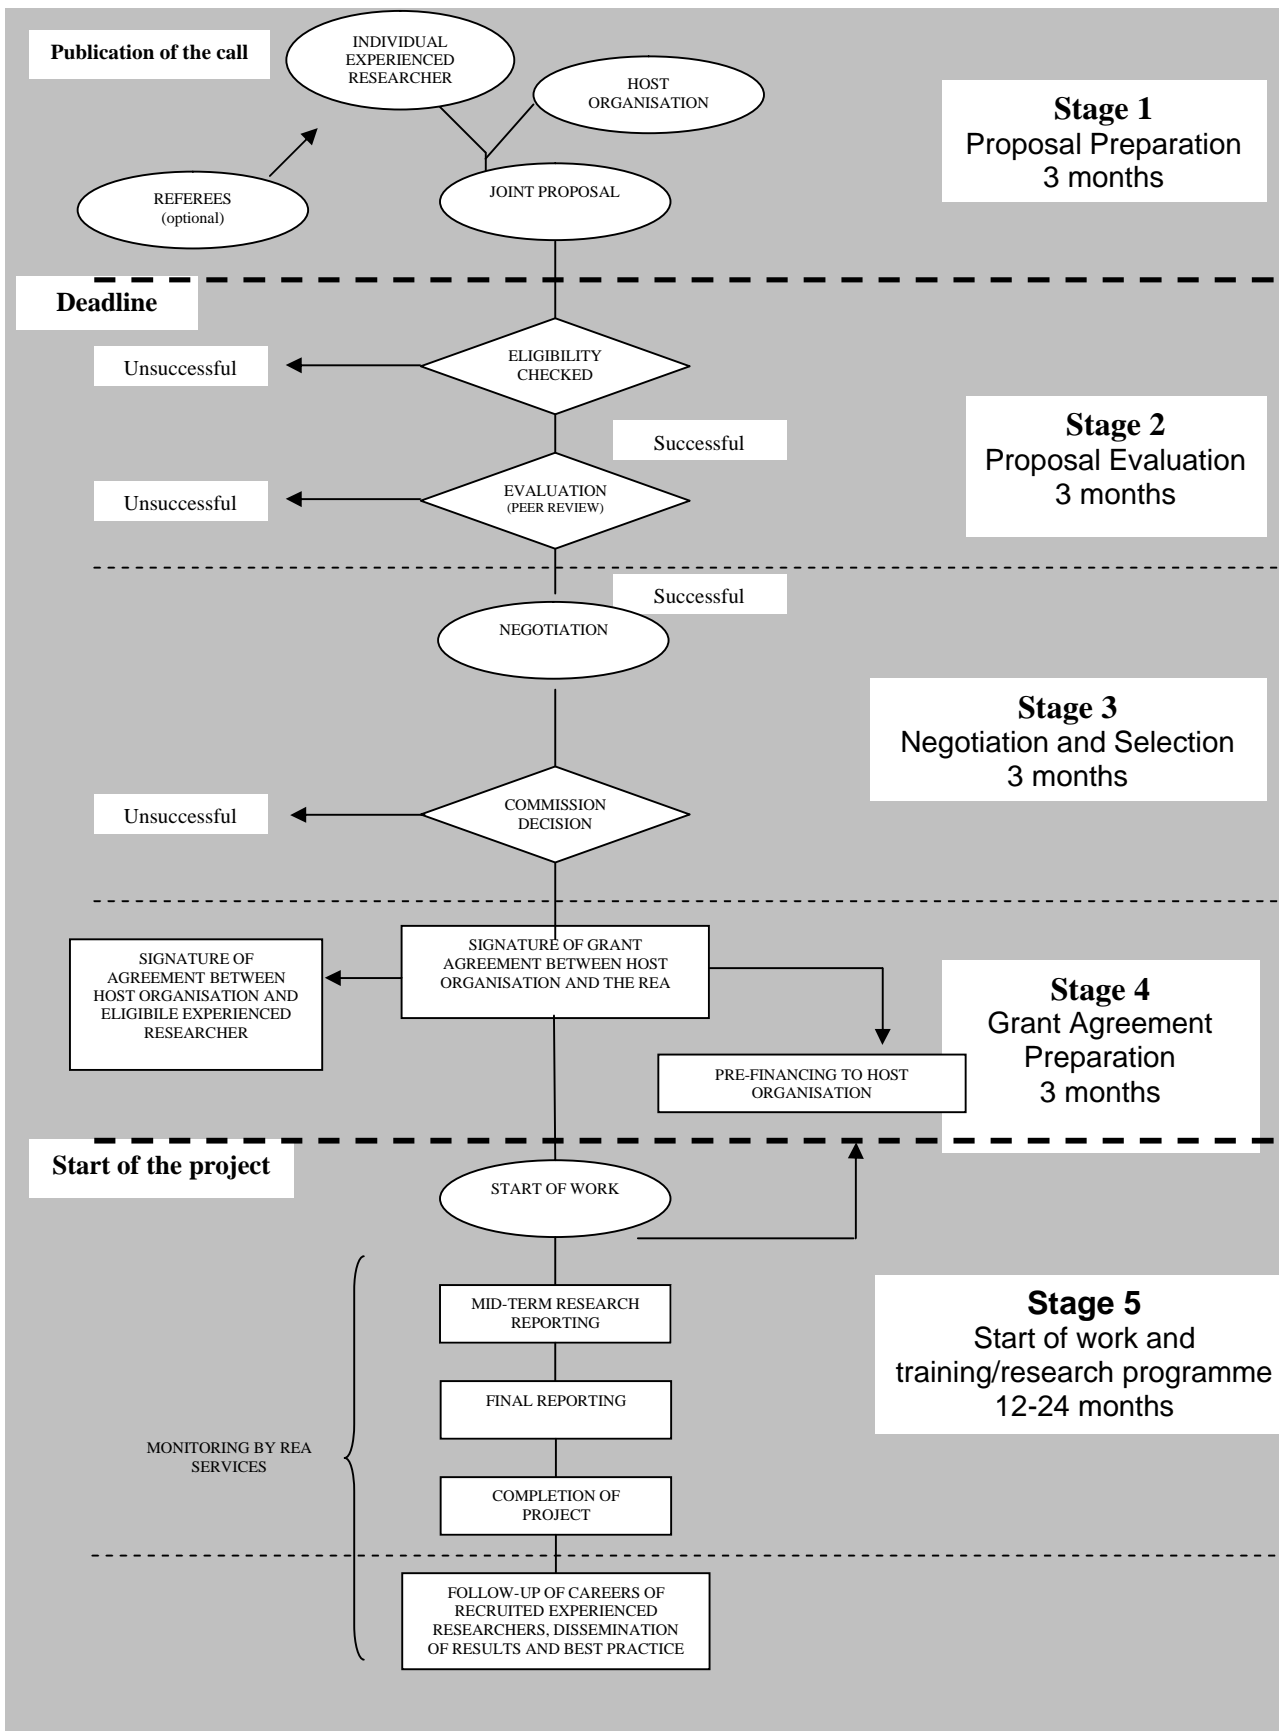 Publication of the call
INDIVIDUAL
EXPERIENCED
RESEARCHER
HOST
ORGANISATION
REFEREES
(optional)
JOINT PROPOSAL
Stage 1
Proposal Preparation
3 months
Deadline
Unsuccessful
ELIGIBILITY
CHECKED
Successful
Unsuccessful
EVALUATION
(PEER REVIEW)
Stage 2
Proposal Evaluation
3 months
Successful
NEGOTIATION
Unsuccessful
COMMISSION
DECISION
Stage 3
Negotiation and Selection
3 months
SIGNATURE OF
AGREEMENT BETWEEN
HOST ORGANISATION AND
ELIGIBILE EXPERIENCED
RESEARCHER
SIGNATURE OF GRANT
AGREEMENT BETWEEN HOST
ORGANISATION AND THE REA
PRE-FINANCING TO HOST
ORGANISATION
Stage 4
Grant Agreement
Preparation
3 months
Start of the project
START OF WORK
MID-TERM RESEARCH
REPORTING
FINAL REPORTING
MONITORING BY REA
SERVICES
COMPLETION OF
PROJECT
Stage 5
Start of work and
training/research programme
12-24 months
FOLLOW-UP OF CAREERS OF
RECRUITED EXPERIENCED
RESEARCHERS, DISSEMINATION
OF RESULTS AND BEST PRACTICE